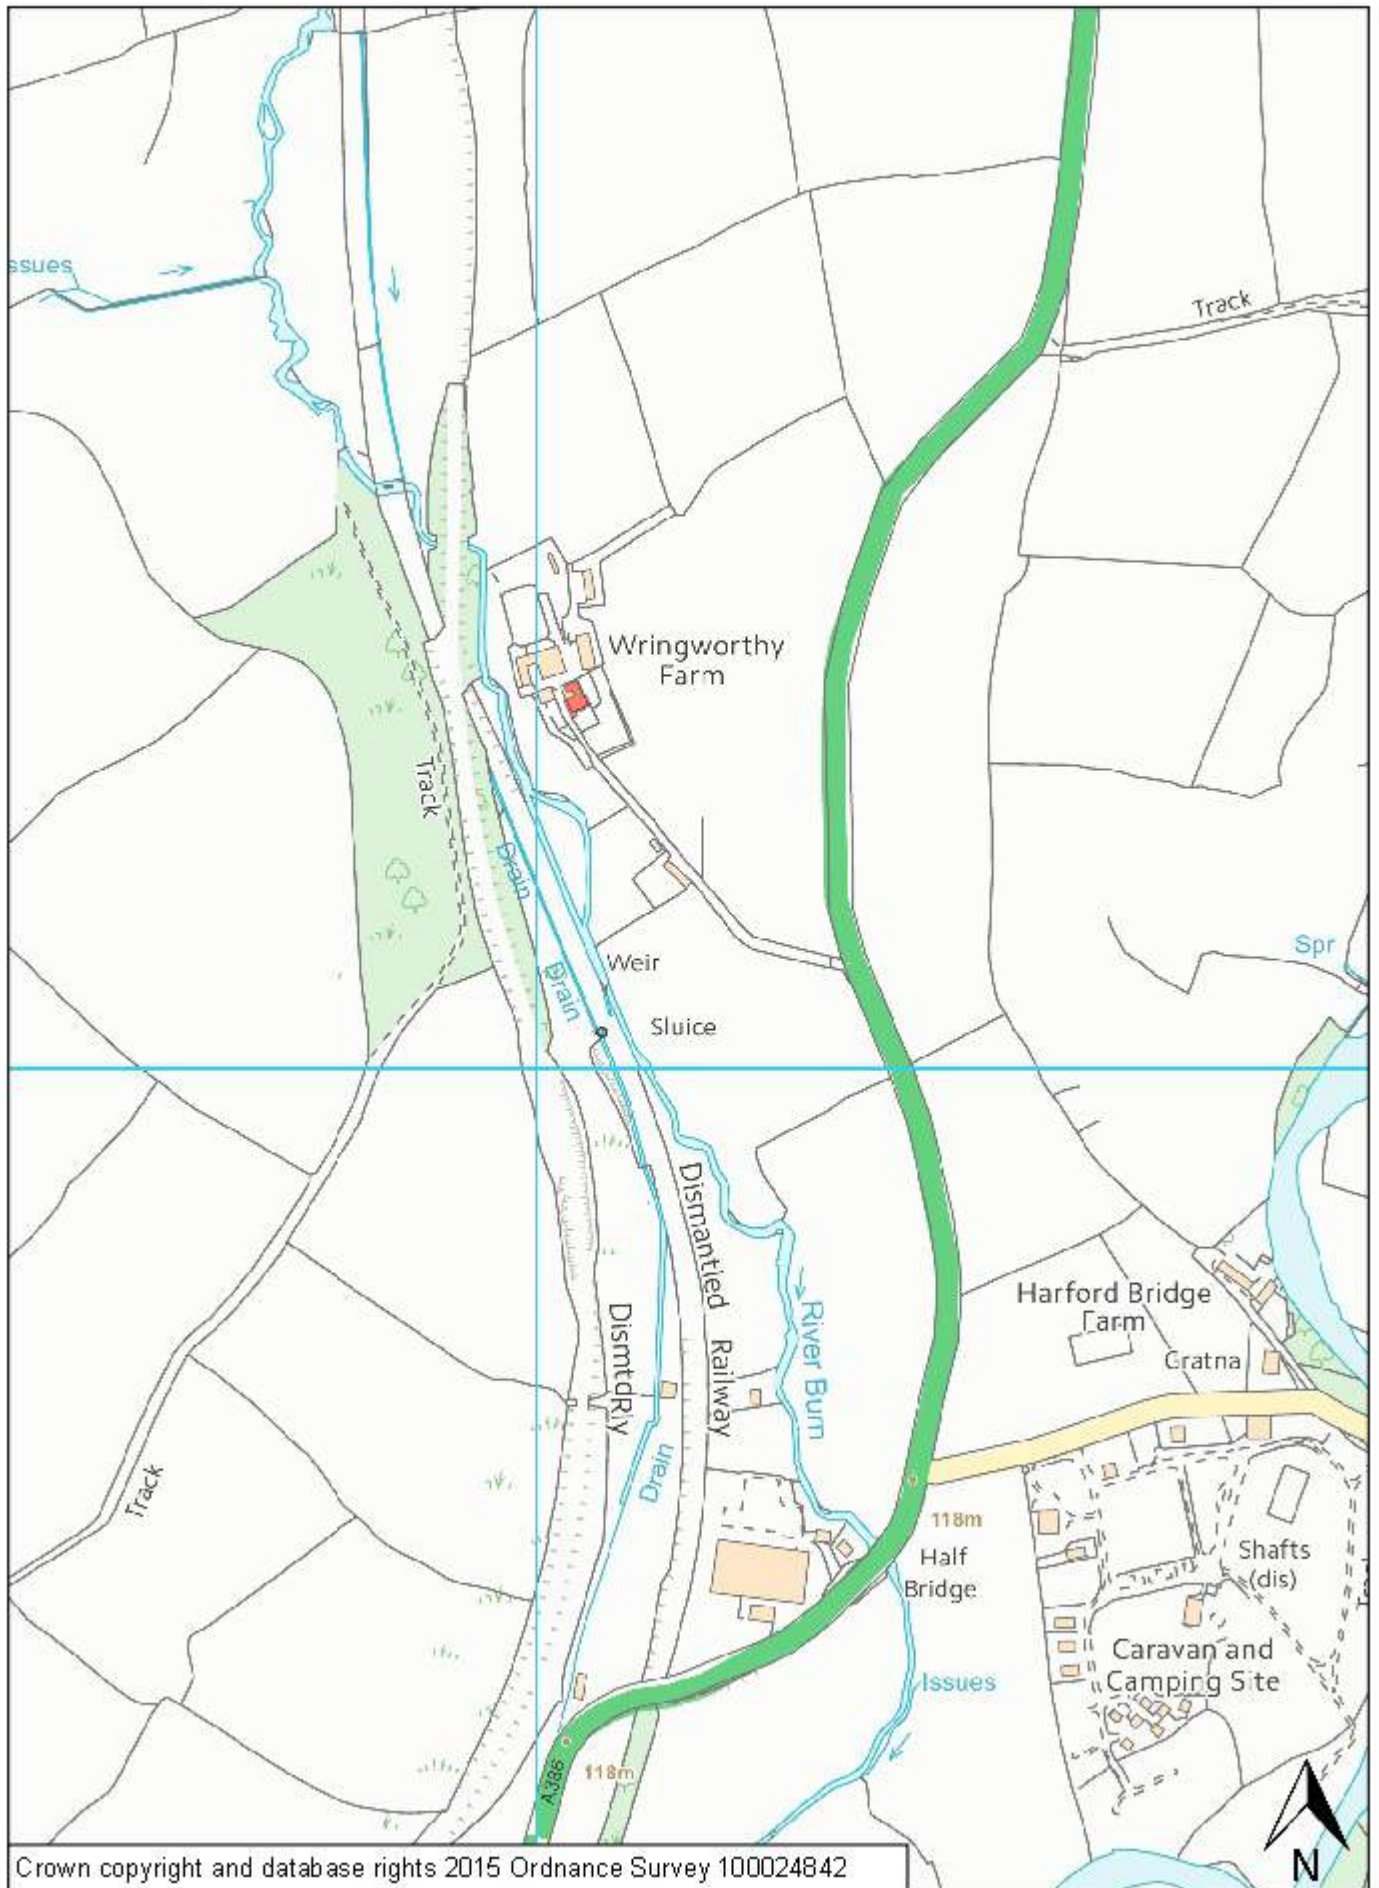 ssues
Track
Wringworthy
Farm
Track
Drain
Spr
Weir
Drain
Sluice
Dismantled
Railway
River Burn
Harford Bridge
Farm
Gratna
DismtdRly
Drain
Track
118m
Half
Bridge
Shafts
(dis)
Caravan and
Camping Site
Issues
A386
118m
N
Crown copyright and database rights 2015 Ordnance Survey 100024842